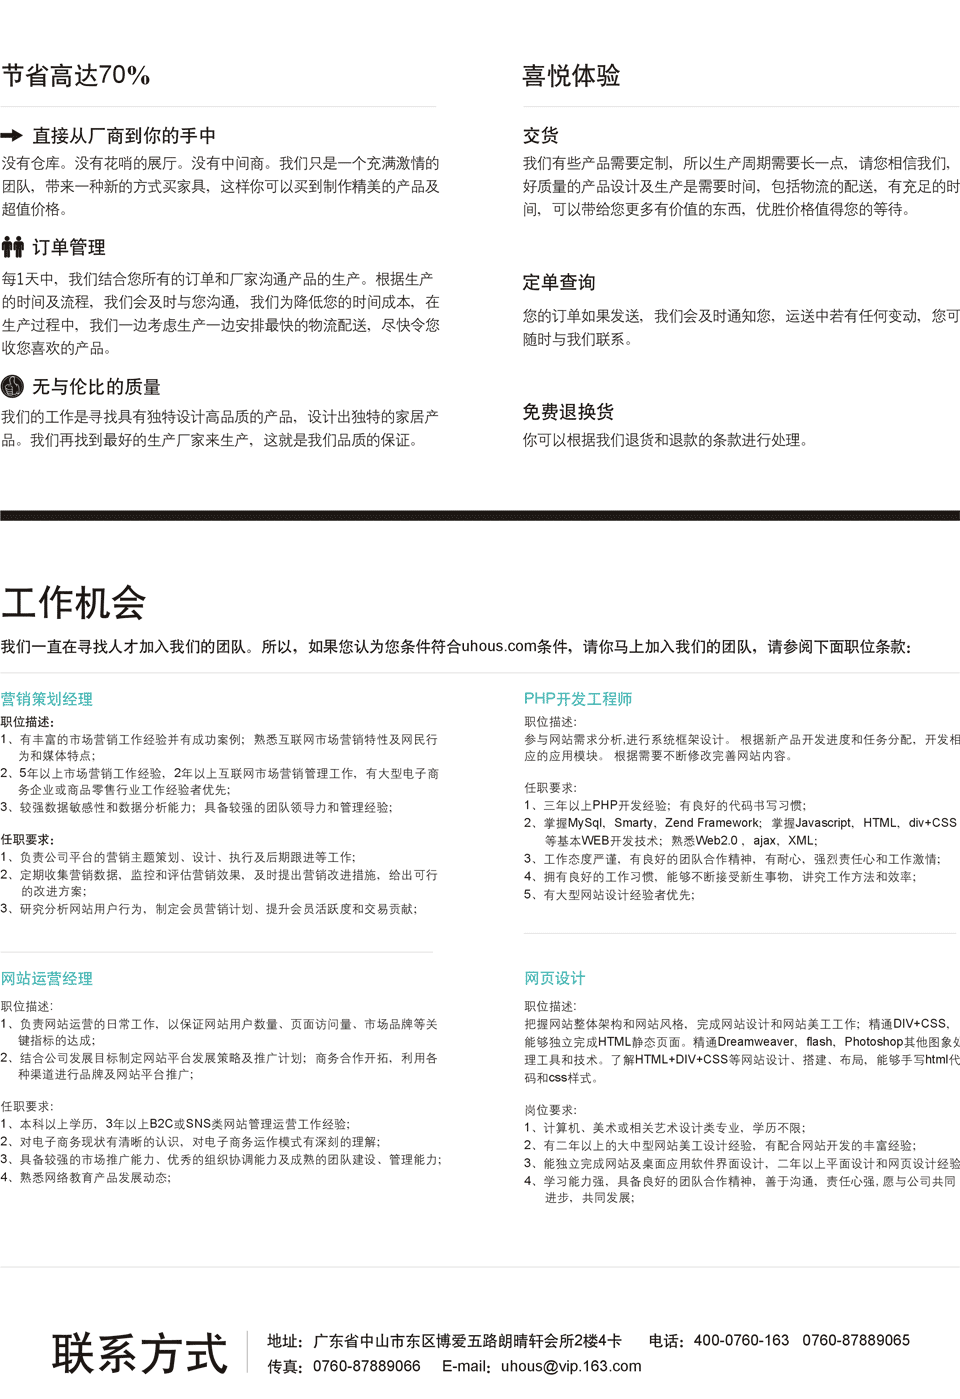 节省高达70%
直接从厂商到你的手中
没有仓库。没有花哨的展厅。没有中间商。我们只是一个充满激情的
团队，带来一种新的方式买家具，这样你可以买到制作精美的产品及
超值价格。
订单管理
每1天中，我们结合您所有的订单和厂家沟通产品的生产。根据生产
的时间及流程，我们会及时与您沟通，我们为降低您的时间成本，在
生产过程中，我们一边考虑生产一边安排最快的物流配送，尽快令您
收您喜欢的产品。
无与伦比的质量
我们的工作是寻找具有独特设计高品质的产品，设计出独特的家居产
品。我们再找到最好的生产厂家来生产，这就是我们品质的保证。
喜悦体验
交货
我们有些产品需要定制，所以生产周期需要长一点，请您相信我们，
好质量的产品设计及生产是需要时间，包括物流的配送，有充足的时
间，可以带给您更多有价值的东西，优胜价格值得您的等待。
定单查询
您的订单如果发送，我们会及时通知您，运送中若有任何变动，您可
随时与我们联系。
免费退换货
你可以根据我们退货和退款的条款进行处理。
工作机会
我们一直在寻找人才加入我们的团队。所以，如果您认为您条件符合uhous.com条件，请你马上加入我们的团队，请参阅下面职位条款：
营销策划经理
职位描述：
1、有丰富的市场营销工作经验并有成功案例；熟悉互联网市场营销特性及网民行
为和媒体特点；
2、5年以上市场营销工作经验，2年以上互联网市场营销管理工作，有大型电子商
务企业或商品零售行业工作经验者优先；
3、较强数据敏感性和数据分析能力；具备较强的团队领导力和管理经验；
任职要求：
1、负责公司平台的营销主题策划、设计、执行及后期跟进等工作；
2、定期收集营销数据，监控和评估营销效果，及时提出营销改进措施，给出可行
的改进方案；
3、研究分析网站用户行为，制定会员营销计划、提升会员活跃度和交易贡献；
PHP开发工程师
职位描述：
参与网站需求分析,进行系统框架设计。 根据新产品开发进度和任务分配，开发相
应的应用模块。 根据需要不断修改完善网站内容。
任职要求：
1、三年以上PHP开发经验；有良好的代码书写习惯；
2、掌握MySql、Smarty、Zend Framework；掌握Javascript、HTML、div+CSS
等基本WEB开发技术；熟悉Web2.0 、ajax、XML；
3、工作态度严谨，有良好的团队合作精神，有耐心，强烈责任心和工作激情；
4、拥有良好的工作习惯，能够不断接受新生事物，讲究工作方法和效率；
5、有大型网站设计经验者优先；
网站运营经理
职位描述：
1、负责网站运营的日常工作，以保证网站用户数量、页面访问量、市场品牌等关
键指标的达成；
2、结合公司发展目标制定网站平台发展策略及推广计划；商务合作开拓，利用各
种渠道进行品牌及网站平台推广；
任职要求：
1、本科以上学历，3年以上B2C或SNS类网站管理运营工作经验；
2、对电子商务现状有清晰的认识，对电子商务运作模式有深刻的理解；
3、具备较强的市场推广能力、优秀的组织协调能力及成熟的团队建设、管理能力；
4、熟悉网络教育产品发展动态；
网页设计
职位描述：
把握网站整体架构和网站风格，完成网站设计和网站美工工作；精通DIV+CSS，
能够独立完成HTML静态页面。精通Dreamweaver、flash、Photoshop其他图象处
理工具和技术。了解HTML+DIV+CSS等网站设计、搭建、布局，能够手写html代
码和css样式。
岗位要求：
1、计算机、美术或相关艺术设计类专业，学历不限；
2、有二年以上的大中型网站美工设计经验，有配合网站开发的丰富经验；
3、能独立完成网站及桌面应用软件界面设计，二年以上平面设计和网页设计经验
4、学习能力强，具备良好的团队合作精神，善于沟通，责任心强, 愿与公司共同
进步，共同发展；
联系方式
地址：广东省中山市东区博爱五路朗晴轩会所2楼4卡 电话：400-0760-163 0760-87889065
传真：0760-87889066 E-mail：uhous@vip.163.com